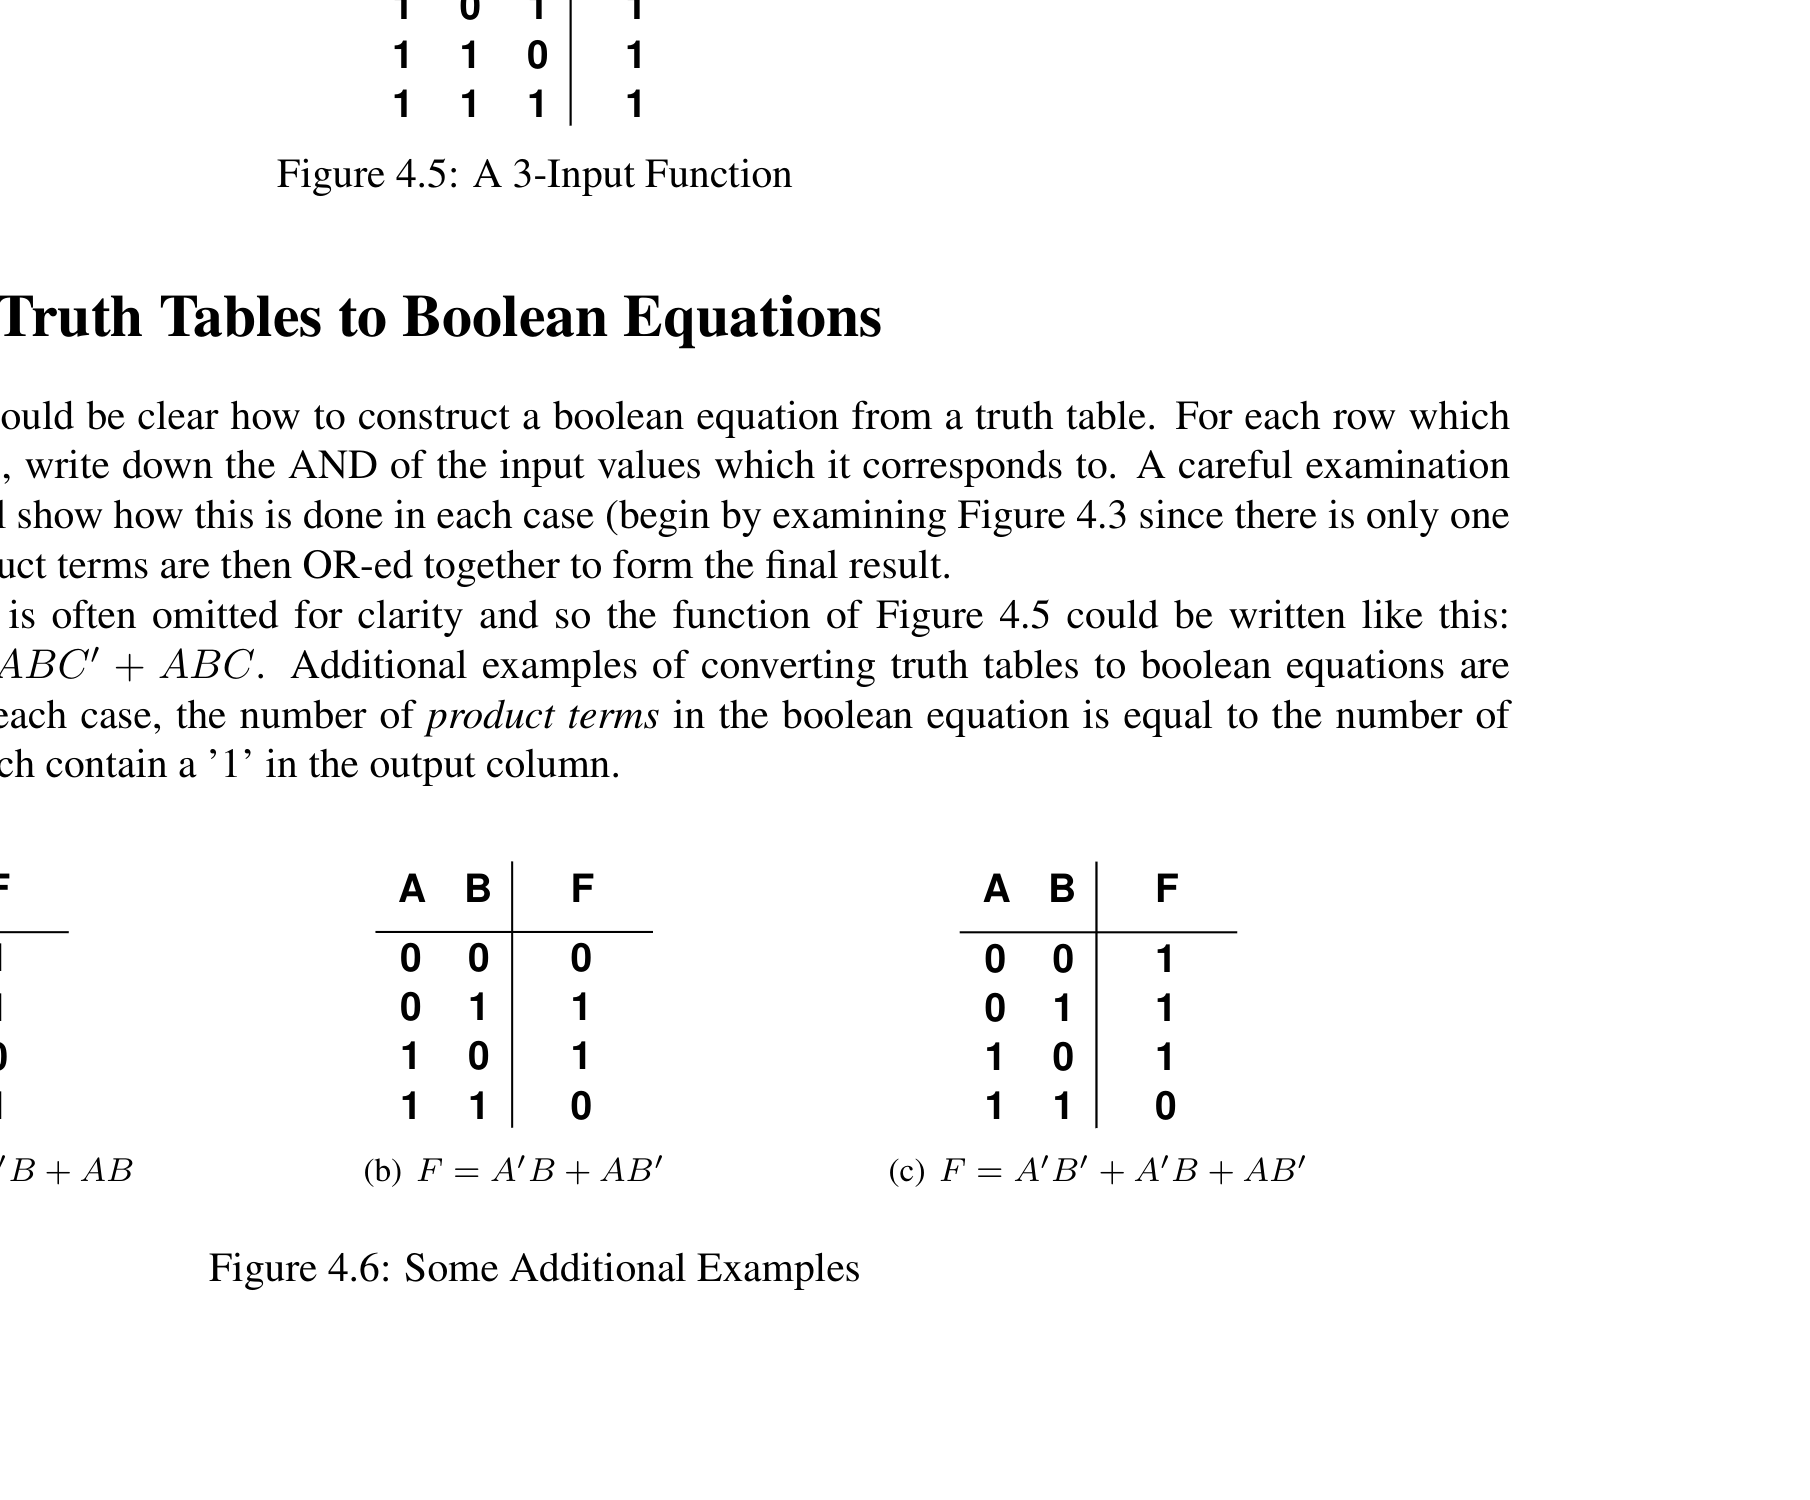 1 0 1 1
1 1 0 1
1 1 1 1
Figure 4.5: A 3-Input Function
Truth Tables to Boolean Equations
ould be clear how to construct a boolean equation from a truth table. For each row which
, write down the AND of the input values which it corresponds to. A careful examination
l show how this is done in each case (begin by examining Figure 4.3 since there is only one
uct terms are then OR-ed together to form the final result.
is often omitted for clarity and so the function of Figure 4.5 could be written like this:
ABC′ + ABC. Additional examples of converting truth tables to boolean equations are
each case, the number of product terms in the boolean equation is equal to the number of
ch contain a ’1’ in the output column.
F
1
1
0
1
′B + AB
A B F
0 0 0
0 1 1
1 0 1
1 1 0
(b) F = A′B + AB′
A B F
0 0 1
0 1 1
1 0 1
1 1 0
(c) F = A′B′ + A′B + AB′
Figure 4.6: Some Additional Examples